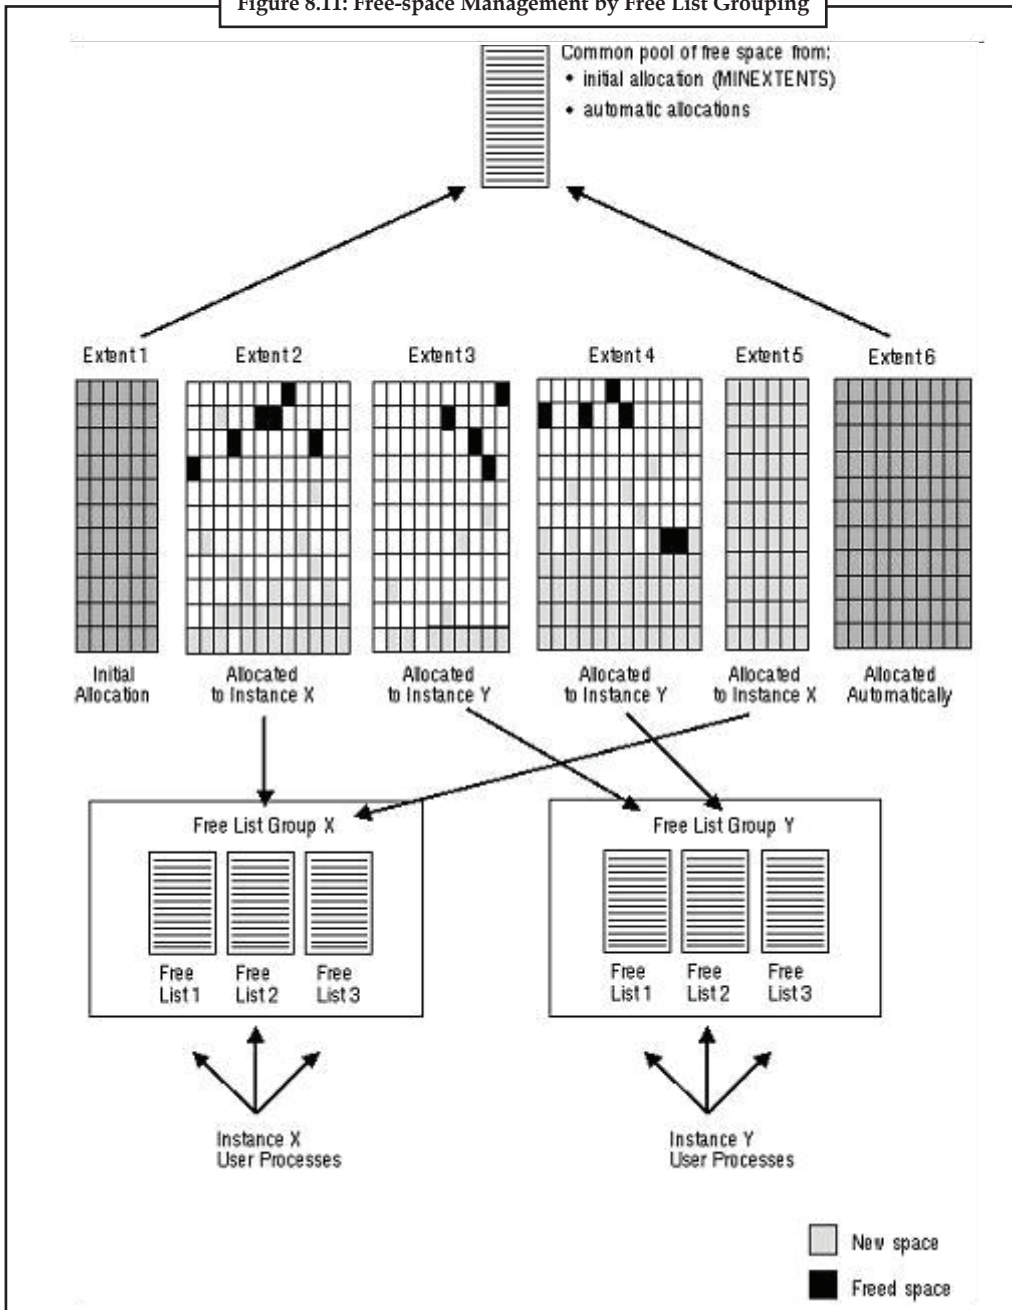 Figure 8.11: Free-space Management by Free List Grouping
Common pool of free space from:
• initial allocation (MINEXTENTS)
• automatic allocations
Extent 1
Extent 2
Extent 3
Extent 4
Extent 5
Extent 6
Initial
Allocation
Allocated
to Instance X
Allocated
to Instance Y
Allocated
to Instance Y
Allocated
to Instance X
Allocated
Automatically
Free List Group X
Free
List 1
Free
List 2
Free
List 3
Free List Group Y
Free
List 1
Free
List 2
Free
List 3
Instance X
User Processes
Instance Y
User Processes
New space
Freed space